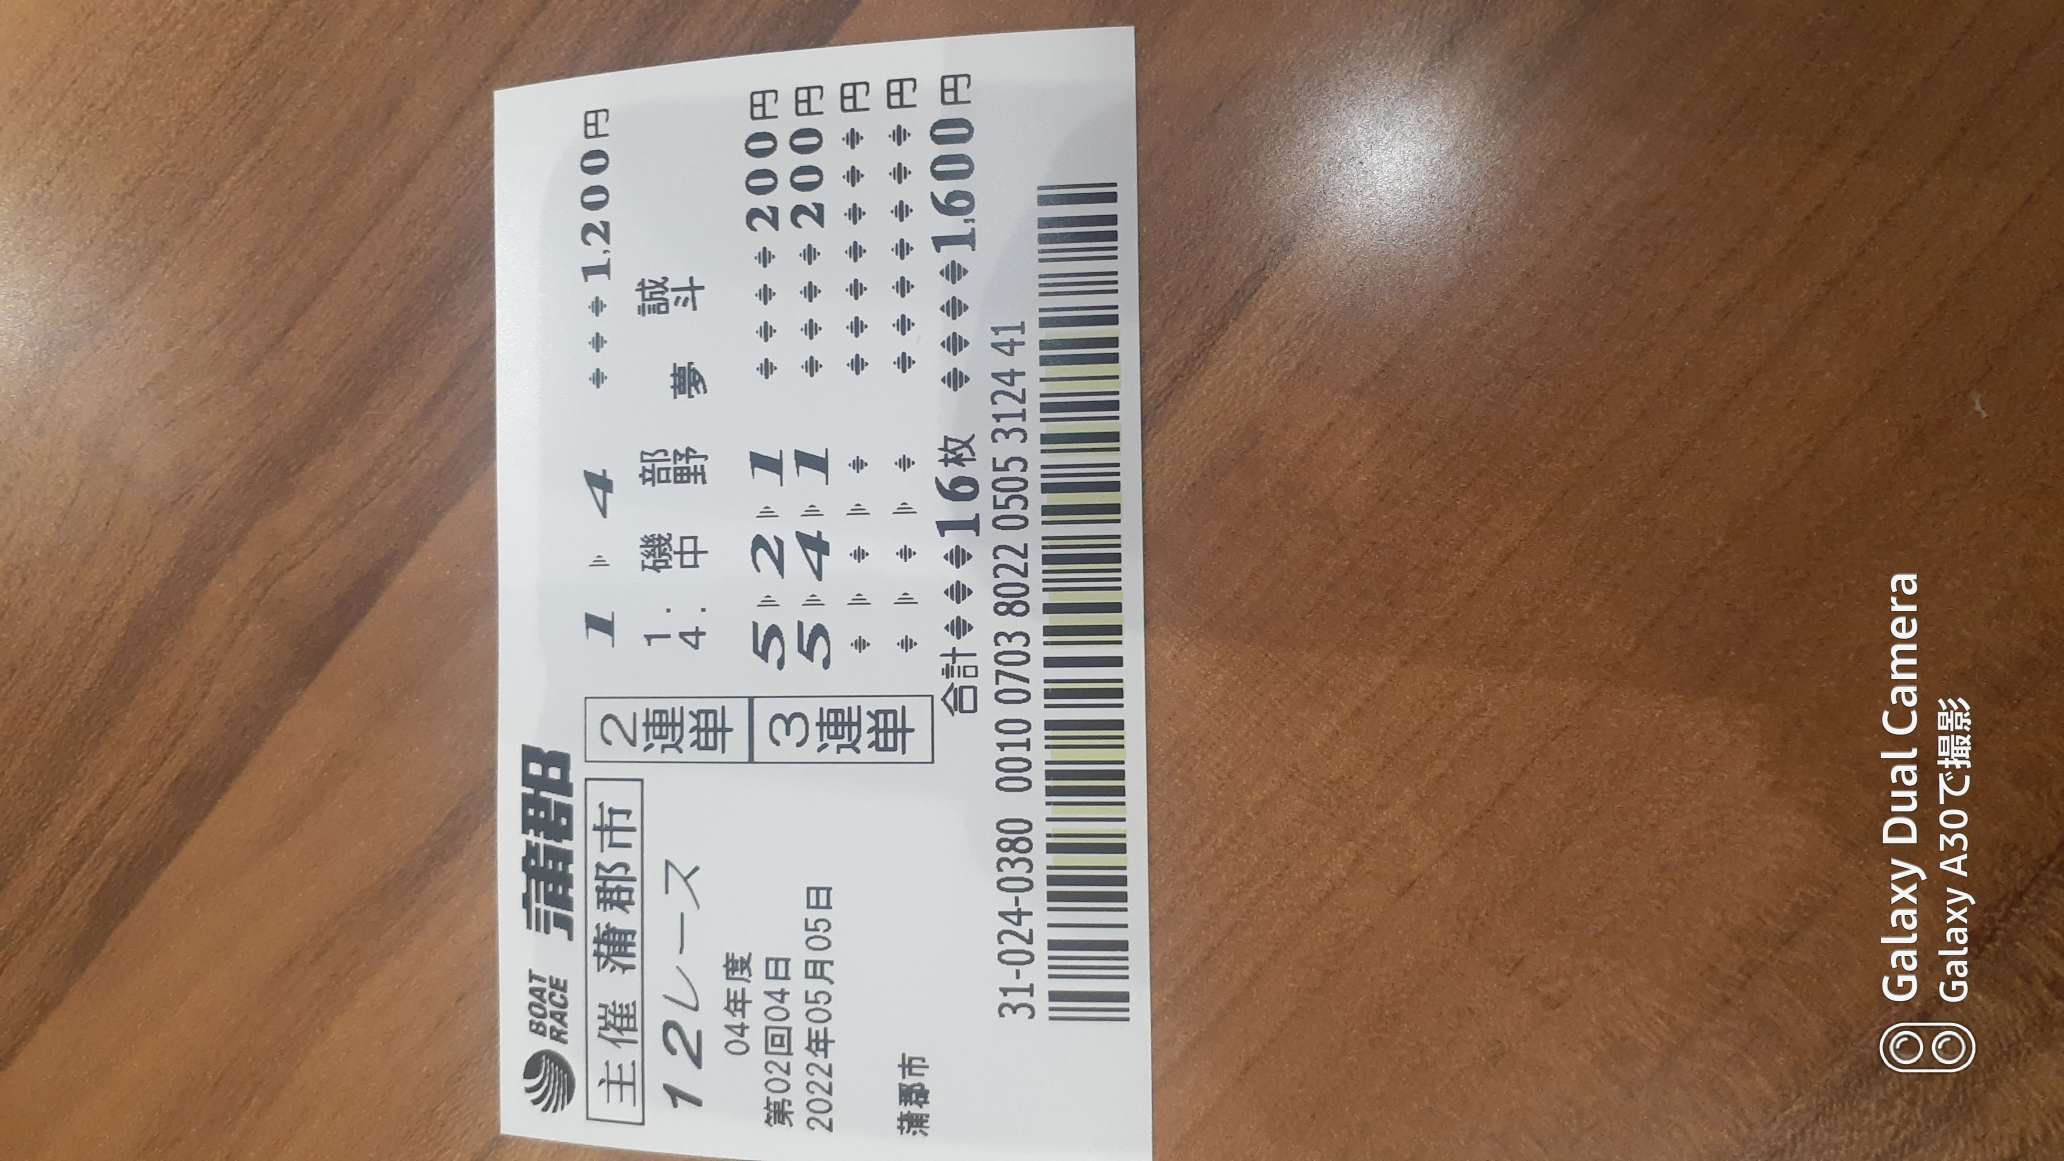 BOAT RACE 蒲郡
主催 蒲郡市
12レース
04年度
第02回04日
2022年05月05日
蒲郡市
2連単
1 4 1,200円
1: 磯部 誠
4: 中野 夢斗
3連単
5 2 1 200円
5 4 1 200円
円
円
合計 16枚 1,600円
31-024-0380 0010 0703 8022 0505 3124 41
Galaxy Dual Camera
Galaxy A30で撮影